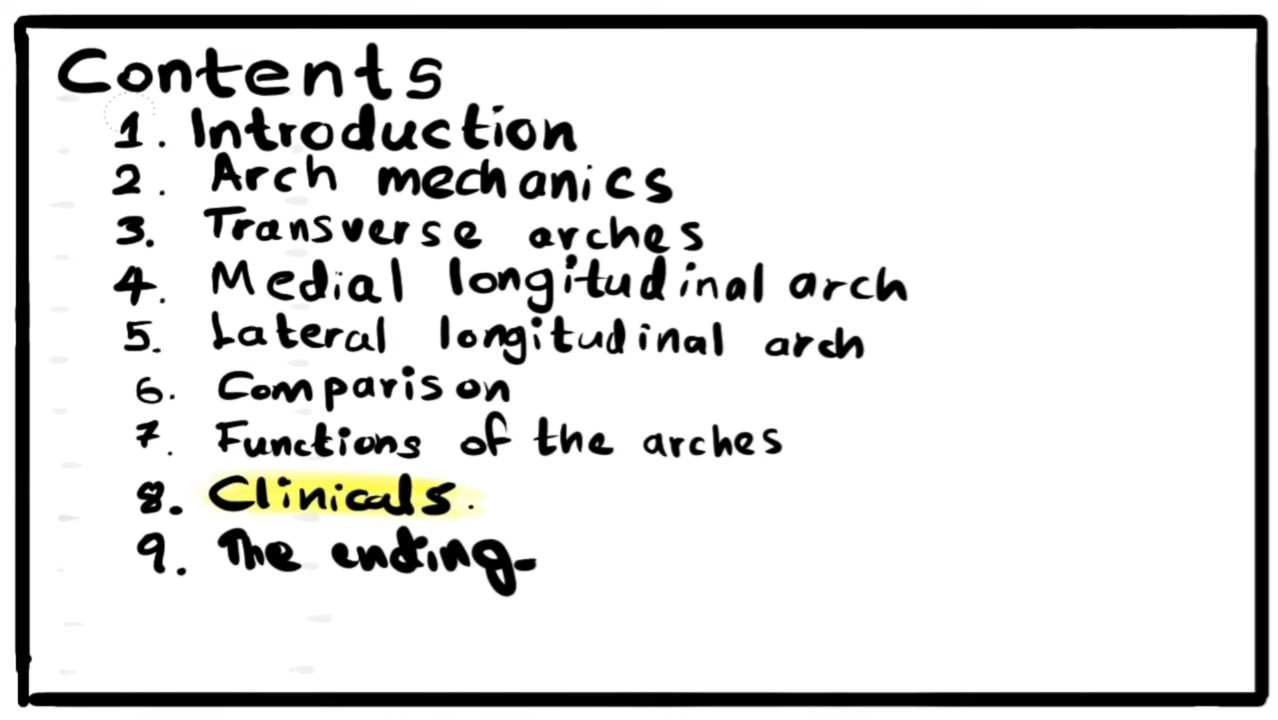 Contents
1. Introduction
2. Arch mechanics
3. Transverse arches
4. Medial longitudinal arch
5. Lateral longitudinal arch
6. Comparison
7. Functions of the arches
8. Clinicals.
9. The ending-